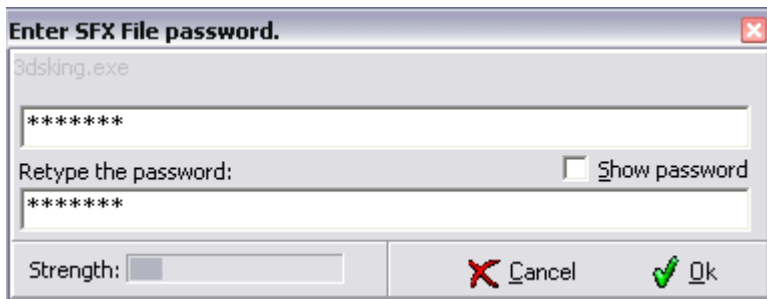 Enter SFX File password.
3dsking.exe
*******
Retype the password:
Show password
*******
Strength:
Cancel
Ok